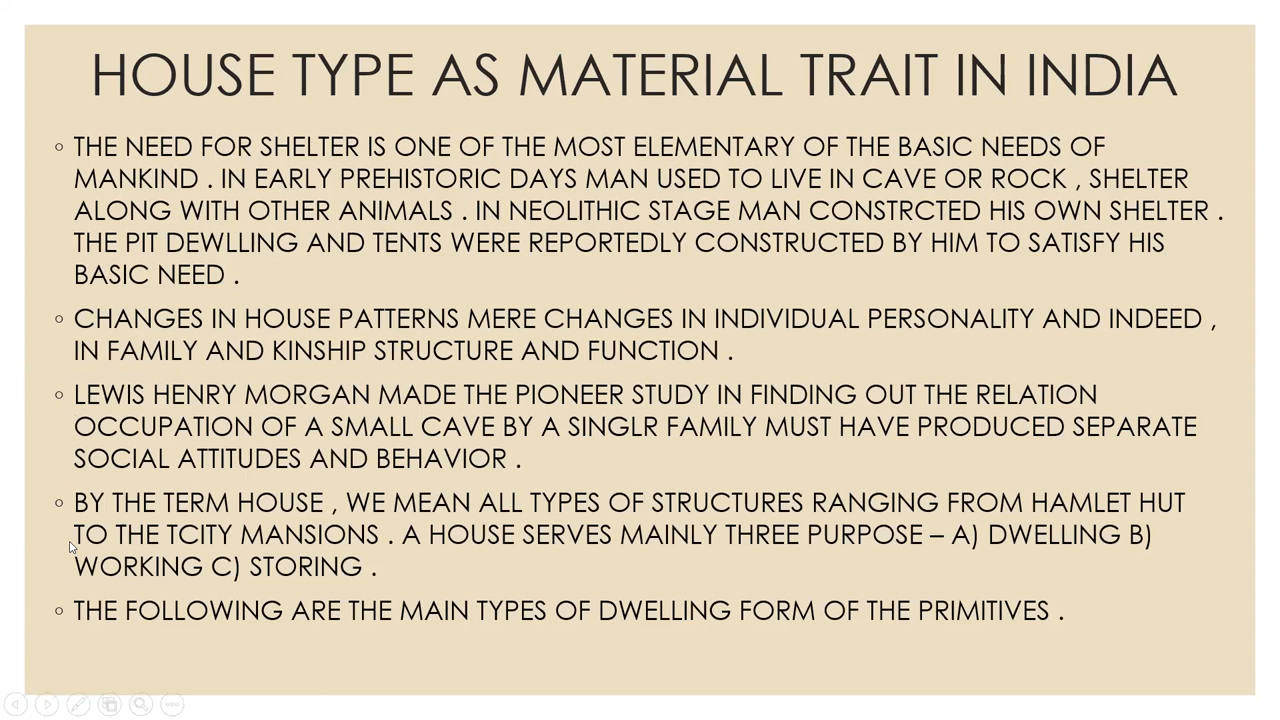 HOUSE TYPE AS MATERIAL TRAIT IN INDIA
◦ THE NEED FOR SHELTER IS ONE OF THE MOST ELEMENTARY OF THE BASIC NEEDS OF
MANKIND . IN EARLY PREHISTORIC DAYS MAN USED TO LIVE IN CAVE OR ROCK , SHELTER
ALONG WITH OTHER ANIMALS . IN NEOLITHIC STAGE MAN CONSTRCTED HIS OWN SHELTER .
THE PIT DEWLLING AND TENTS WERE REPORTEDLY CONSTRUCTED BY HIM TO SATISFY HIS
BASIC NEED .
◦ CHANGES IN HOUSE PATTERNS MERE CHANGES IN INDIVIDUAL PERSONALITY AND INDEED ,
IN FAMILY AND KINSHIP STRUCTURE AND FUNCTION .
◦ LEWIS HENRY MORGAN MADE THE PIONEER STUDY IN FINDING OUT THE RELATION
OCCUPATION OF A SMALL CAVE BY A SINGLR FAMILY MUST HAVE PRODUCED SEPARATE
SOCIAL ATTITUDES AND BEHAVIOR .
◦ BY THE TERM HOUSE , WE MEAN ALL TYPES OF STRUCTURES RANGING FROM HAMLET HUT
TO THE TCITY MANSIONS . A HOUSE SERVES MAINLY THREE PURPOSE – A) DWELLING B)
WORKING C) STORING .
◦ THE FOLLOWING ARE THE MAIN TYPES OF DWELLING FORM OF THE PRIMITIVES .